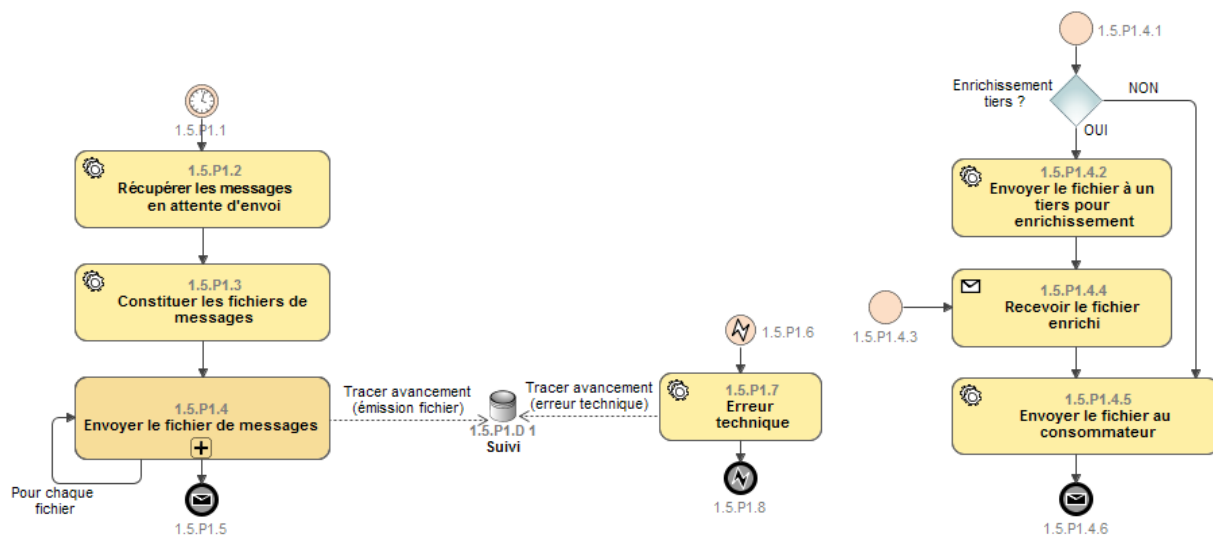 1.5.P1.1
1.5.P1.2
Récupérer les messages
en attente d'envoi
1.5.P1.3
Constituer les fichiers de
messages
1.5.P1.4
Envoyer le fichier de messages
Pour chaque
fichier
1.5.P1.5
Tracer avancement
(émission fichier)
1.5.P1.D 1
Suivi
Tracer avancement
(erreur technique)
1.5.P1.6
1.5.P1.7
Erreur
technique
1.5.P1.8
1.5.P1.4.1
Enrichissement
tiers ?
NON
OUI
1.5.P1.4.2
Envoyer le fichier à un
tiers pour
enrichissement
1.5.P1.4.3
1.5.P1.4.4
Recevoir le fichier
enrichi
1.5.P1.4.5
Envoyer le fichier au
consommateur
1.5.P1.4.6